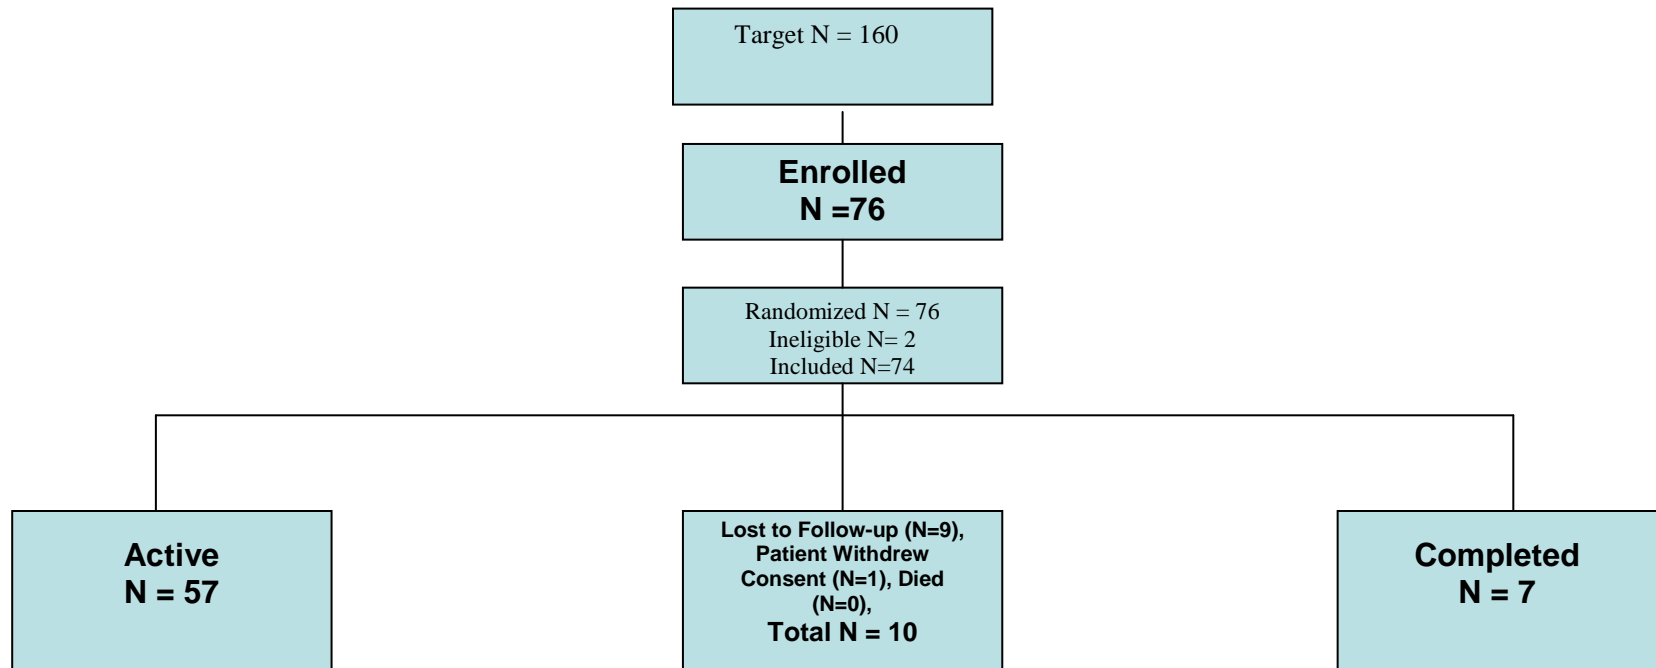 Target N = 160
Enrolled
N =76
Randomized N = 76
Ineligible N= 2
Included N=74
Active
N = 57
Lost to Follow-up (N=9),
Patient Withdrew
Consent (N=1), Died
(N=0),
Total N = 10
Completed
N = 7